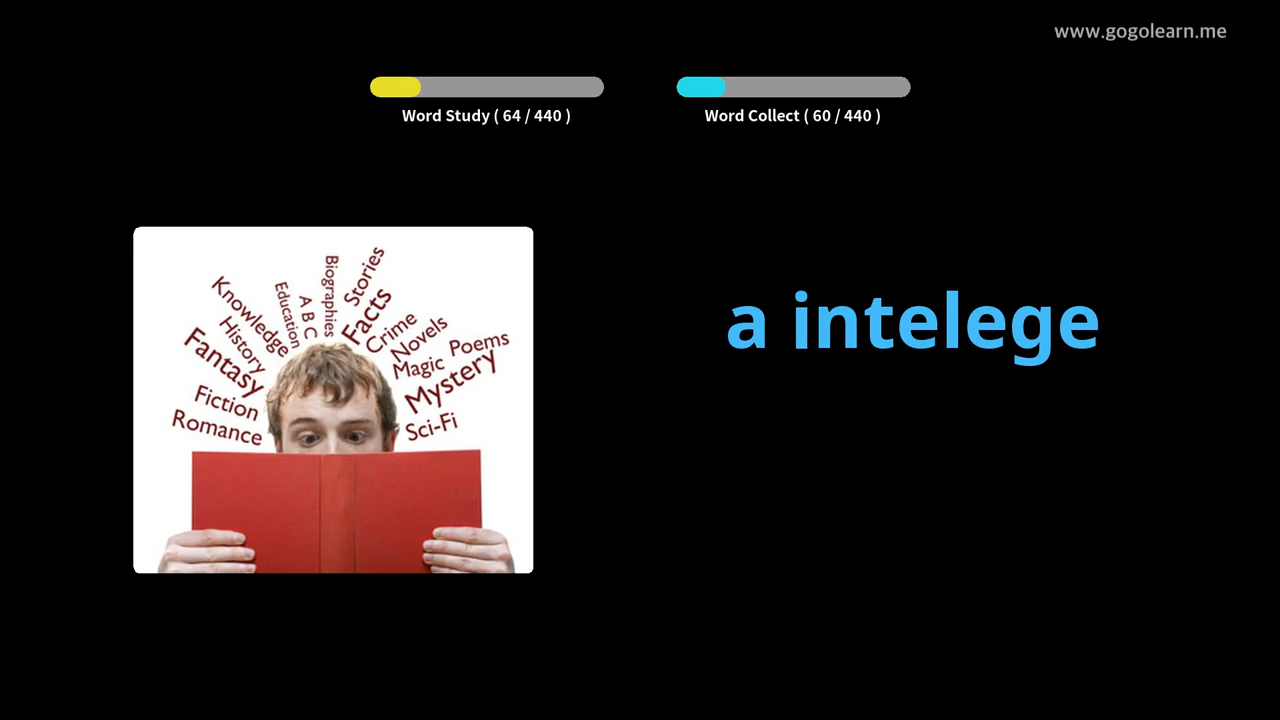 www.gogolearn.me
Word Study ( 64 / 440 )
Word Collect ( 60 / 440 )
a intelege
Knowledge
Education
A B C
Biographies
Stories
Facts
Crime
Novels
Poems
Magic
Mystery
Sci-Fi
History
Fantasy
Fiction
Romance